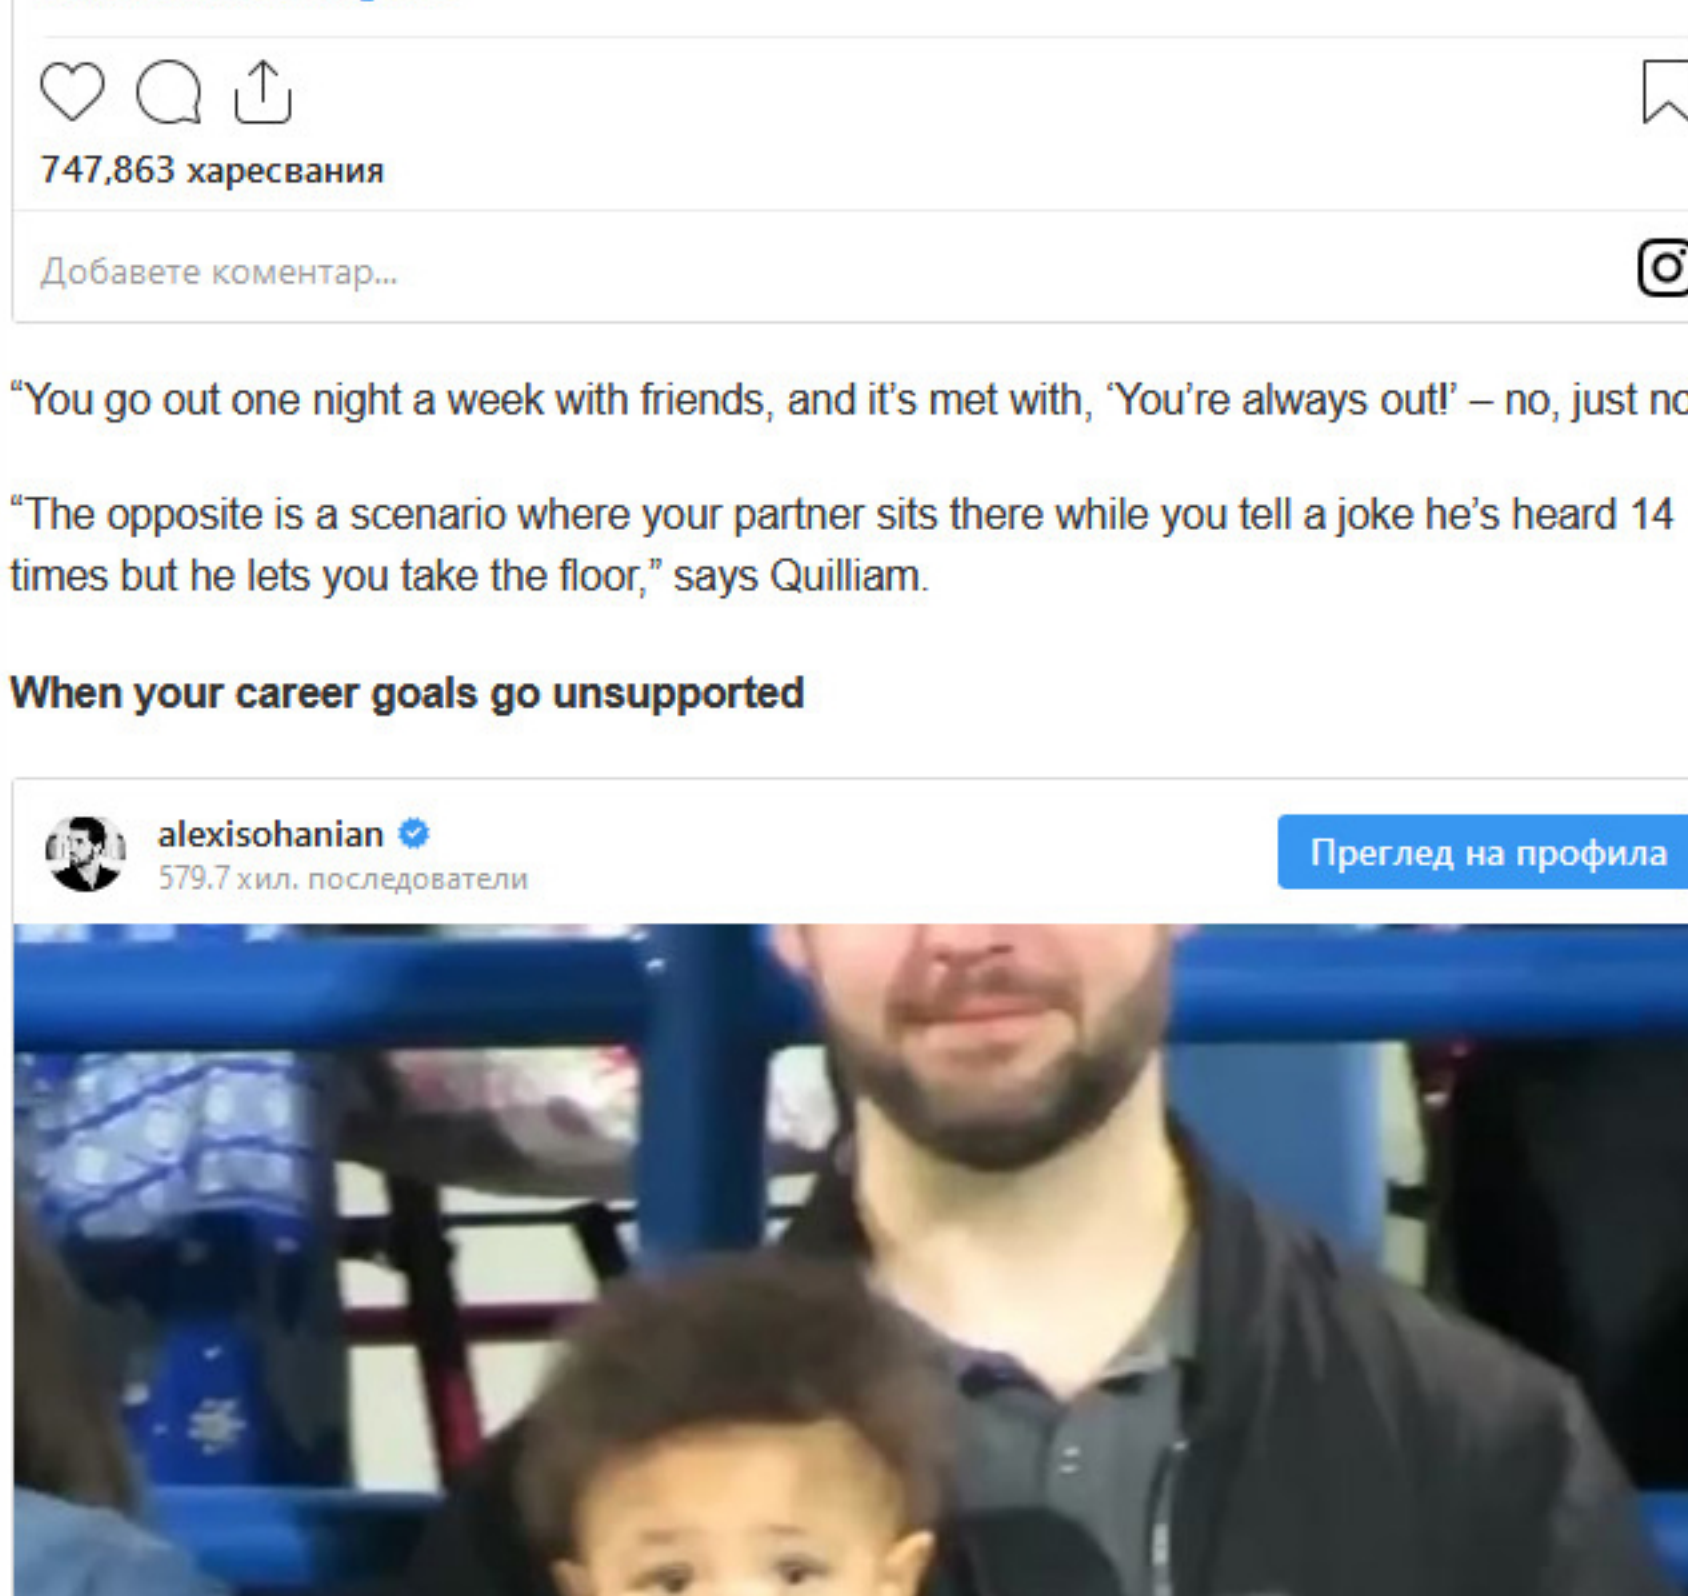 747,863 харесвания
Добавете коментар...
“You go out one night a week with friends, and it’s met with, ‘You’re always out!’ – no, just no
“The opposite is a scenario where your partner sits there while you tell a joke he’s heard 14
times but he lets you take the floor,” says Quilliam.
When your career goals go unsupported
alexisohanian
Преглед на профила
579.7 хил. последователи